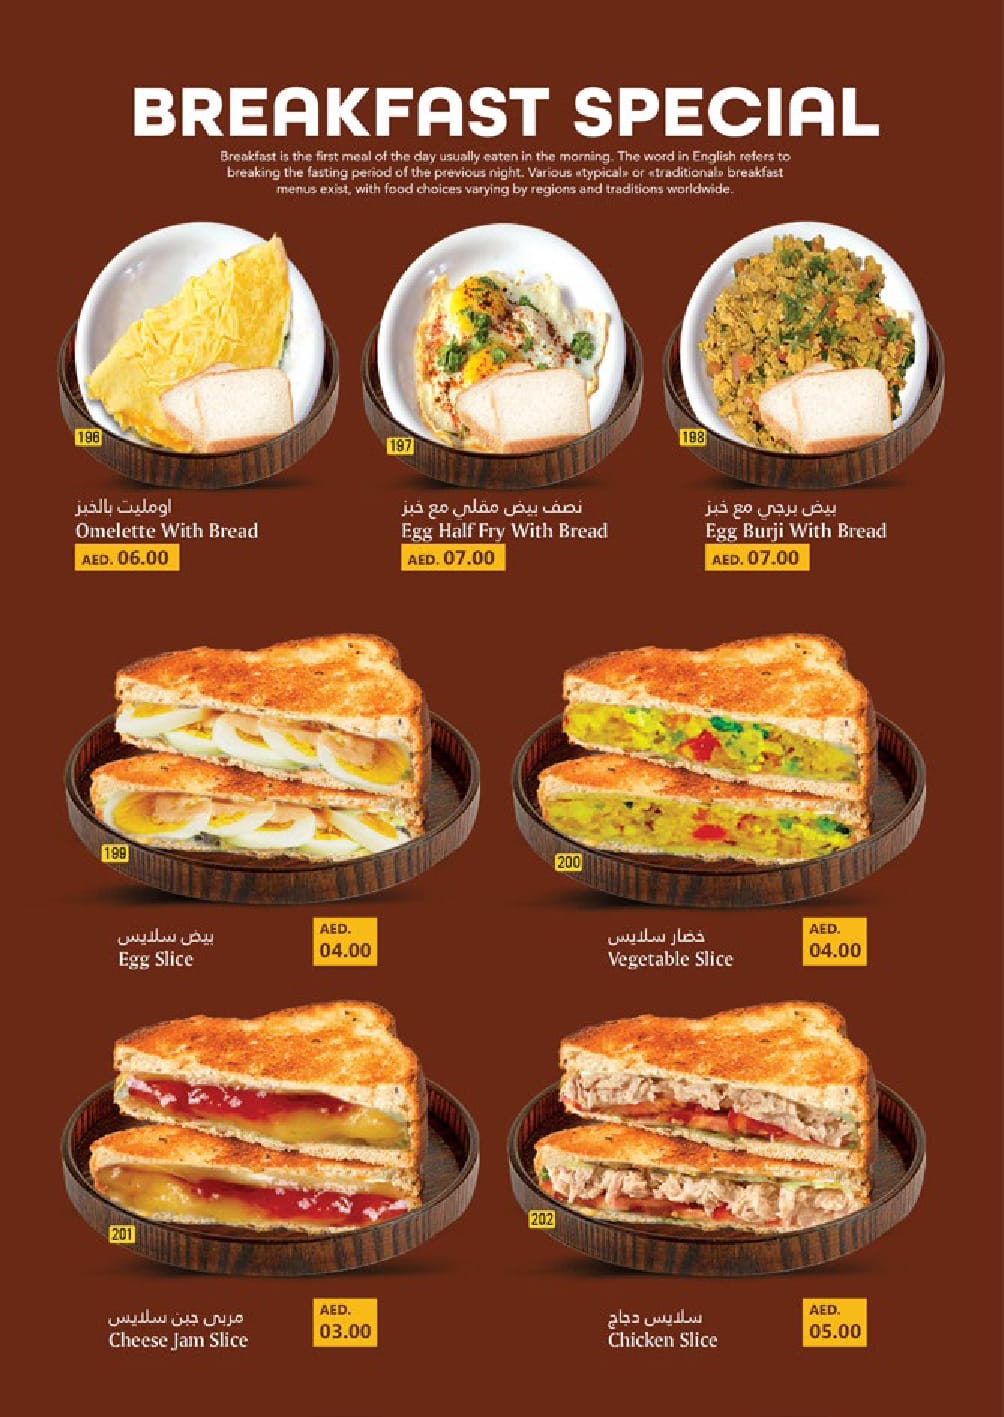 BREAKFAST SPECIAL
Breakfast is the first meal of the day usually eaten in the morning. The word in English refers to
breaking the fasting period of the previous night. Various «typical» or «traditional» breakfast
menus exist, with food choices varying by regions and traditions worldwide.
196
اومليت بالخبز
Omelette With Bread
AED. 06.00
197
نصف بيض مقلي مع خبز
Egg Half Fry With Bread
AED. 07.00
198
بيض برجي مع خبز
Egg Burji With Bread
AED. 07.00
199
بيض سلايس
Egg Slice
AED.
04.00
200
خضار سلايس
Vegetable Slice
AED.
04.00
201
مربى جبن سلايس
Cheese Jam Slice
AED.
03.00
202
سلايس دجاج
Chicken Slice
AED.
05.00